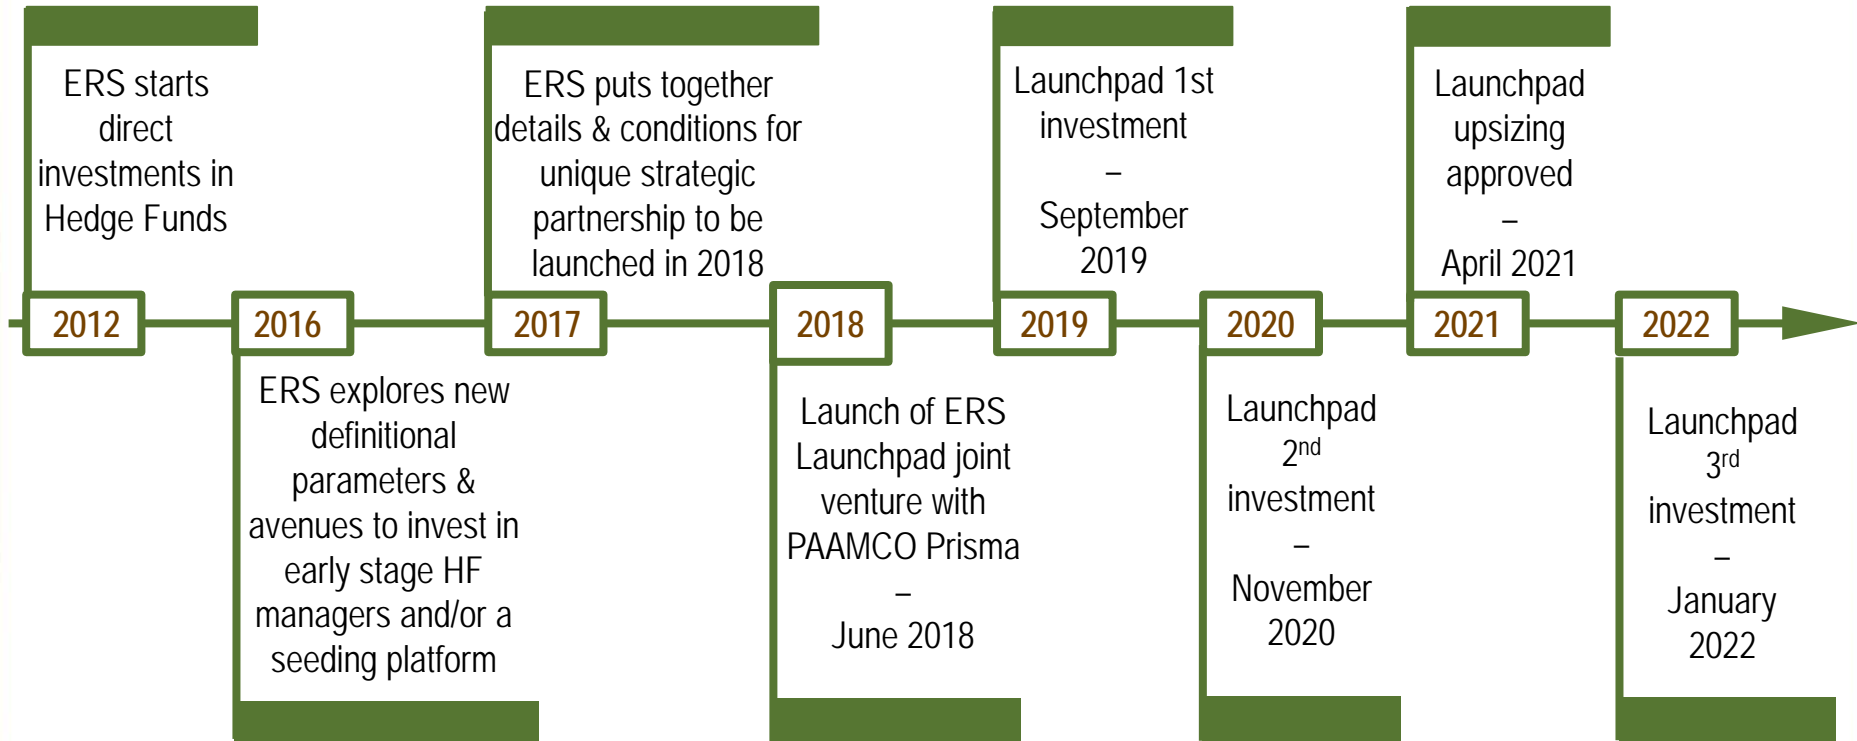 ERS starts
direct
investments in
Hedge Funds
ERS puts together
details & conditions for
unique strategic
partnership to be
launched in 2018
Launchpad 1st
investment
–
September
2019
Launchpad
upsizing
approved
–
April 2021
2012
2016
2017
2018
2019
2020
2021
2022
ERS explores new
definitional
parameters &
avenues to invest in
early stage HF
managers and/or a
seeding platform
Launch of ERS
Launchpad joint
venture with
PAAMCO Prisma
–
June 2018
Launchpad
2nd
investment
–
November
2020
Launchpad
3rd
investment
–
January
2022